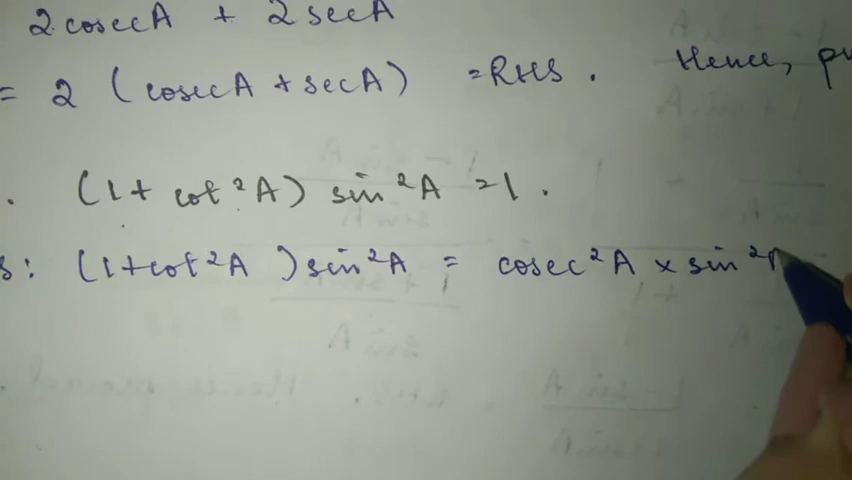 2 cosecA + 2 secA
= 2 (cosecA + secA) = RHS. Hence,
. (1 + cot²A) sin²A = 1.
: (1+cot²A) sin²A = cosec²A × sin²